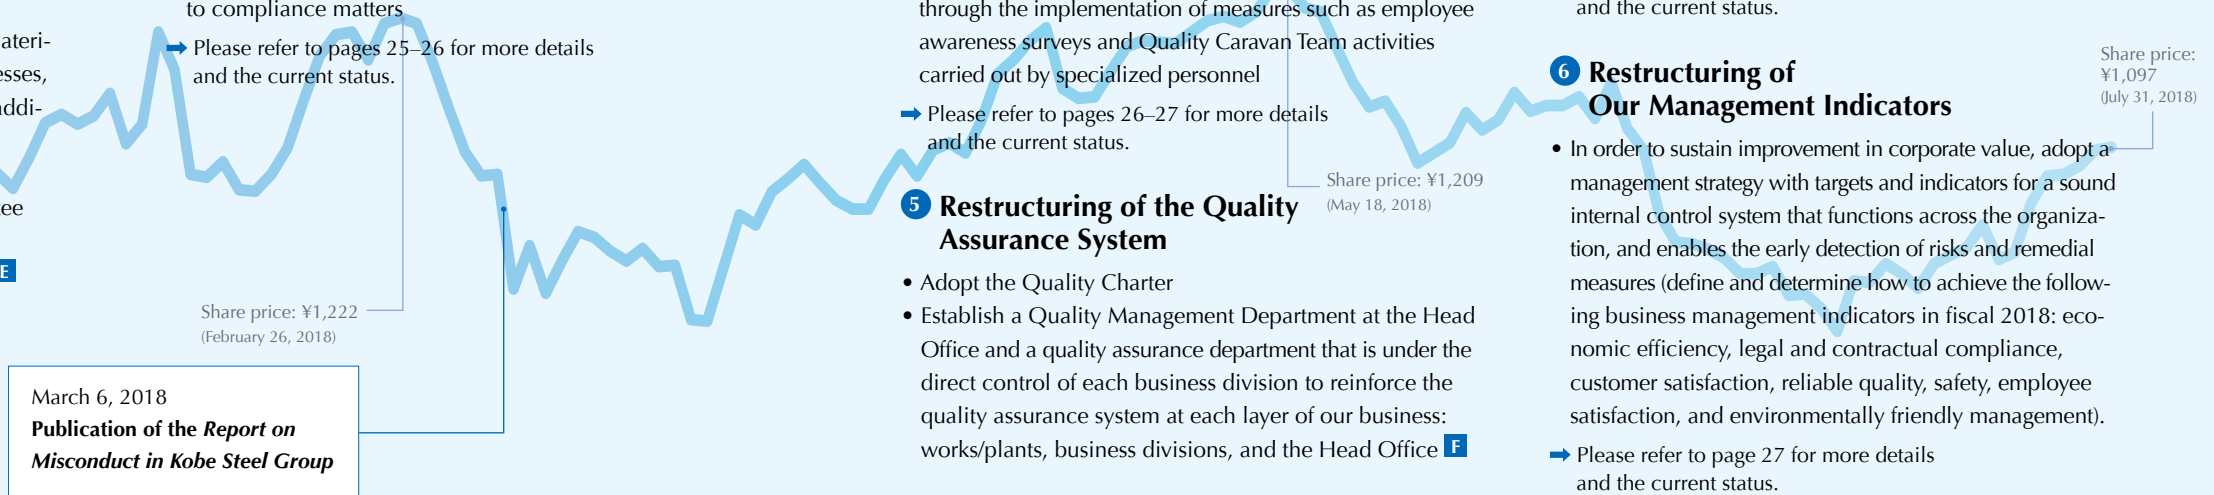 ateri-
esses,
addi-
ee
E
to compliance matters
Please refer to pages 25–26 for more details
and the current status.
Share price: ¥1,222
(February 26, 2018)
March 6, 2018
Publication of the Report on
Misconduct in Kobe Steel Group
through the implementation of measures such as employee
awareness surveys and Quality Caravan Team activities
carried out by specialized personnel
Please refer to pages 26–27 for more details
and the current status.
Share price: ¥1,209
(May 18, 2018)
5 Restructuring of the Quality
Assurance System
• Adopt the Quality Charter
• Establish a Quality Management Department at the Head
Office and a quality assurance department that is under the
direct control of each business division to reinforce the
quality assurance system at each layer of our business:
works/plants, business divisions, and the Head Office F
and the current status.
6 Restructuring of
Our Management Indicators
• In order to sustain improvement in corporate value, adopt a
management strategy with targets and indicators for a sound
internal control system that functions across the organiza-
tion, and enables the early detection of risks and remedial
measures (define and determine how to achieve the follow-
ing business management indicators in fiscal 2018: eco-
nomic efficiency, legal and contractual compliance,
customer satisfaction, reliable quality, safety, employee
satisfaction, and environmentally friendly management).
Please refer to page 27 for more details
and the current status.
Share price:
¥1,097
(July 31, 2018)